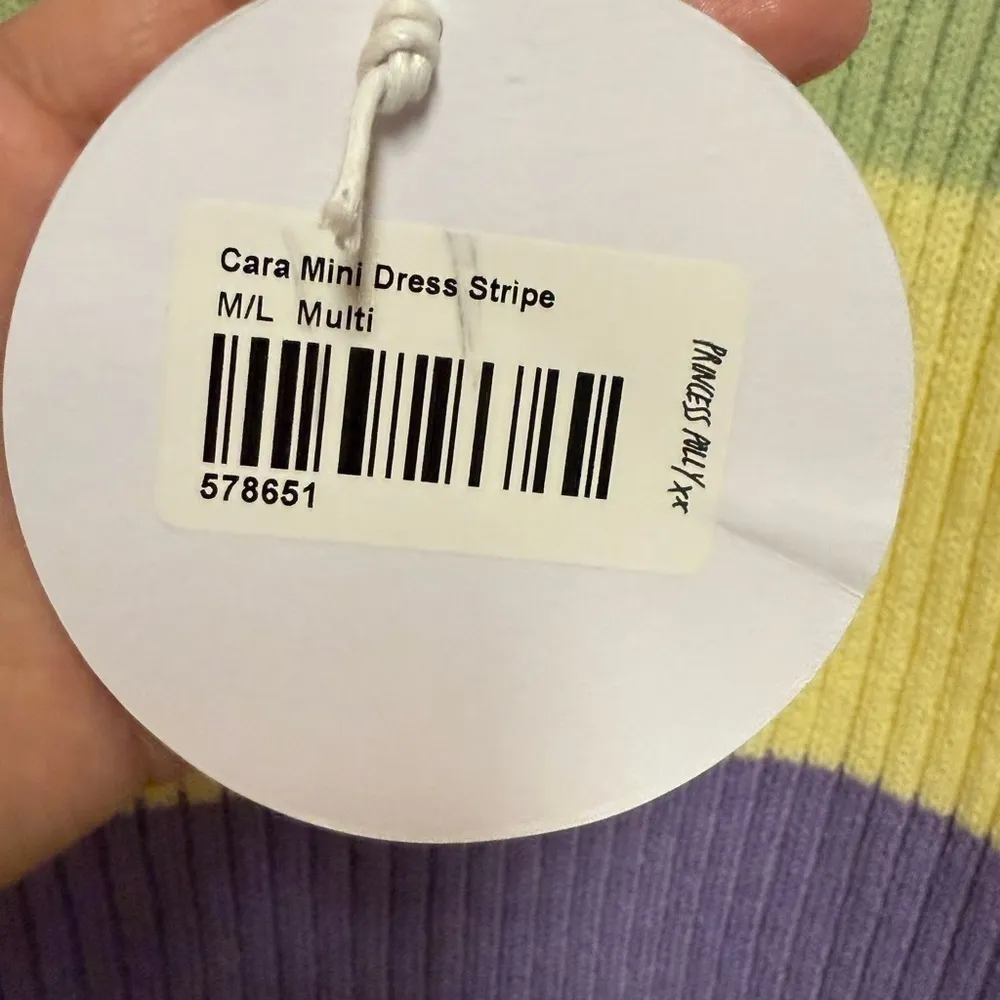 Cara Mini Dress Stripe
M/L Multi
578651
PRINCESS POLLY xx